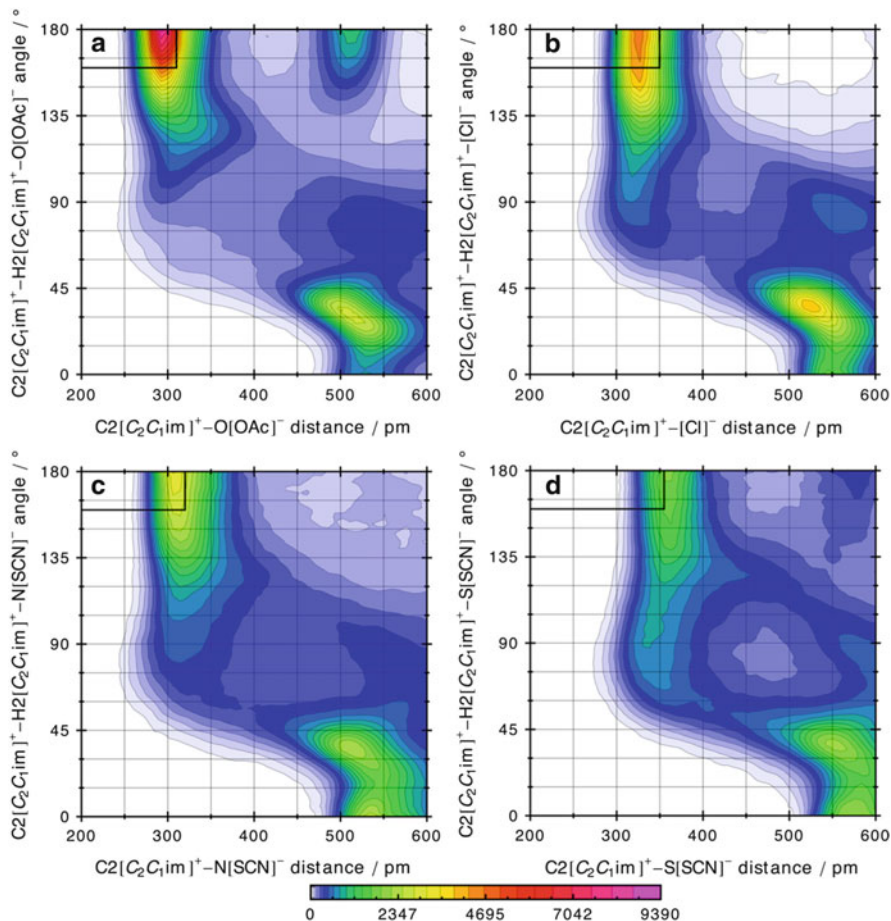 a
C2[C₂C₁im]⁺–H2[C₂C₁im]⁺–O[OAc]⁻ angle / °
180
135
90
45
0
200 300 400 500 600
C2[C₂C₁im]⁺–O[OAc]⁻ distance / pm
b
C2[C₂C₁im]⁺–H2[C₂C₁im]⁺–[Cl]⁻ angle / °
180
135
90
45
0
200 300 400 500 600
C2[C₂C₁im]⁺–[Cl]⁻ distance / pm
c
C2[C₂C₁im]⁺–H2[C₂C₁im]⁺–N[SCN]⁻ angle / °
180
135
90
45
0
200 300 400 500 600
C2[C₂C₁im]⁺–N[SCN]⁻ distance / pm
d
C2[C₂C₁im]⁺–H2[C₂C₁im]⁺–S[SCN]⁻ angle / °
180
135
90
45
0
200 300 400 500 600
C2[C₂C₁im]⁺–S[SCN]⁻ distance / pm
0 2347 4695 7042 9390